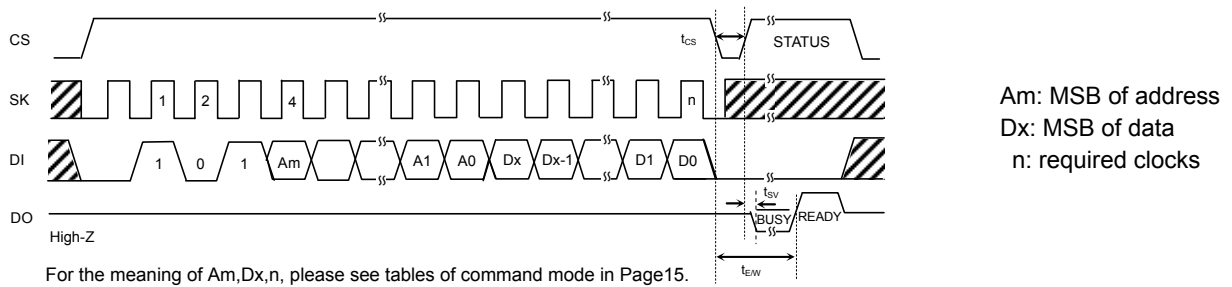 CS
tCS
STATUS
SK
1
2
4
n
DI
1
0
1
Am
A1
A0
Dx
Dx-1
D1
D0
tSV
DO
High-Z
BUSY
READY
tE/W
For the meaning of Am,Dx,n, please see tables of command mode in Page15.
Am: MSB of address
Dx: MSB of data
n: required clocks